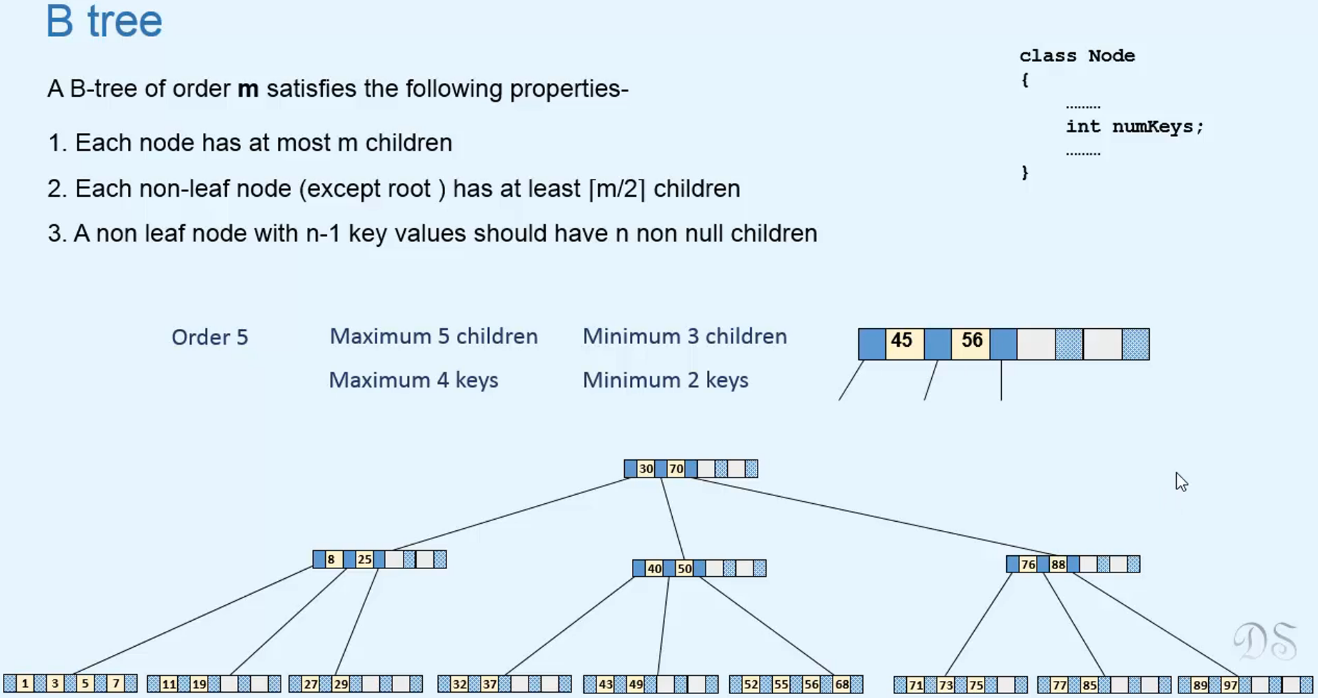 B tree
A B-tree of order m satisfies the following properties-
1. Each node has at most m children
2. Each non-leaf node (except root ) has at least ⌈m/2⌉ children
3. A non leaf node with n-1 key values should have n non null children
class Node
{
.........
int numKeys;
.........
}
Order 5 Maximum 5 children Minimum 3 children
Maximum 4 keys Minimum 2 keys
45 56
30 70
8 25
40 50
76 88
1 3 5 7
11 19
27 29
32 37
43 49
52 55 56 68
71 73 75
77 85
89 97
DS